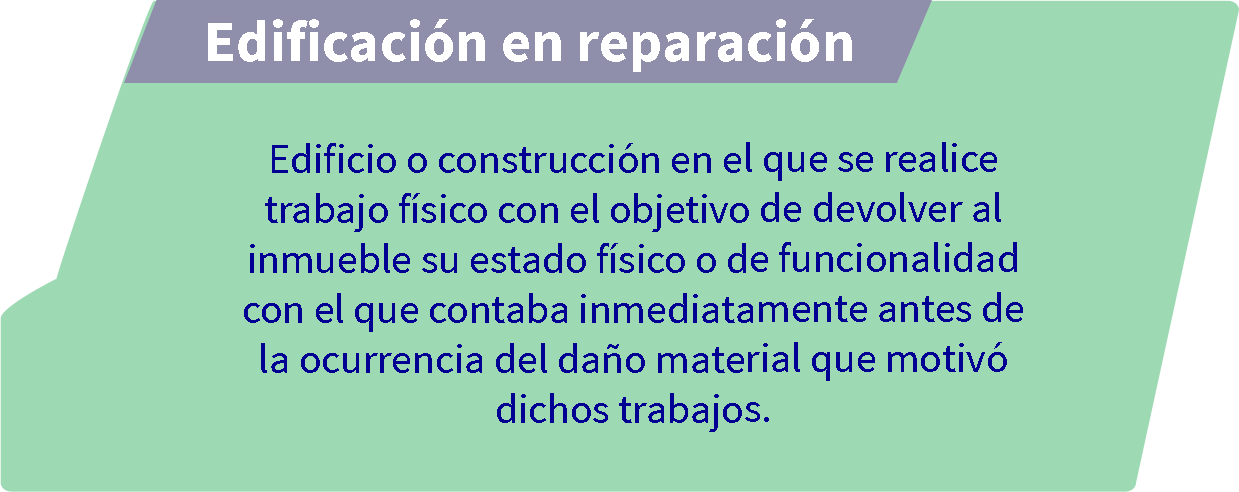 Edificación en reparación
Edificio o construcción en el que se realice
trabajo físico con el objetivo de devolver al
inmueble su estado físico o de funcionalidad
con el que contaba inmediatamente antes de
la ocurrencia del daño material que motivó
dichos trabajos.